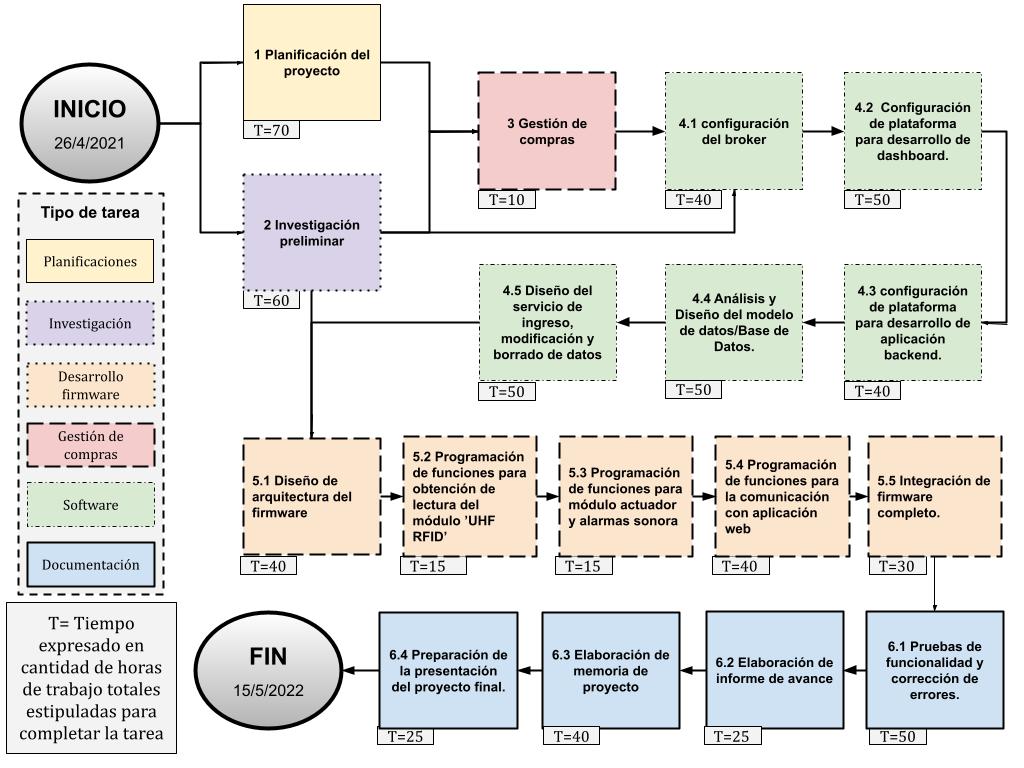 INICIO
26/4/2021
1 Planificación del
proyecto
T=70
2 Investigación
preliminar
T=60
3 Gestión de
compras
T=10
4.1 configuración
del broker
T=40
4.2  Configuración
de plataforma
para desarrollo de
dashboard.
T=50
4.3 configuración
de plataforma
para desarrollo de
aplicación
backend.
T=40
4.4 Análisis y
Diseño del modelo
de datos/Base de
Datos.
T=50
4.5 Diseño del
servicio de
ingreso,
modificación y
borrado de datos
T=50
5.1 Diseño de
arquitectura del
firmware
T=40
5.2 Programación
de funciones para
obtención de
lectura del
módulo ’UHF
RFID’
T=15
5.3 Programación
de funciones para
módulo actuador
y alarmas sonora
T=15
5.4 Programación
de funciones para
la comunicación
con aplicación
web
T=40
5.5 Integración de
firmware
completo.
T=30
6.1 Pruebas de
funcionalidad y
corrección de
errores.
T=50
6.2 Elaboración de
informe de avance
T=25
6.3 Elaboración de
memoria de
proyecto
T=40
6.4 Preparación de
la presentación
del proyecto final.
T=25
FIN
15/5/2022
Tipo de tarea
Planificaciones
Investigación
Desarrollo
firmware
Gestión de
compras
Software
Documentación
T= Tiempo
expresado en
cantidad de horas
de trabajo totales
estipuladas para
completar la tarea